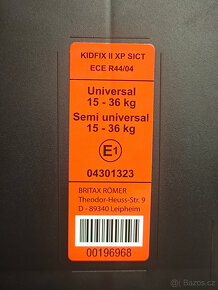 KIDFIX II XP SICT
ECE R44/04
Universal
15 - 36 kg
Semi universal
15 - 36 kg
E1
04301323
BRITAX RÖMER
Theodor-Heuss-Str. 9
D - 89340 Leipheim
00196968
Sbazar.cz